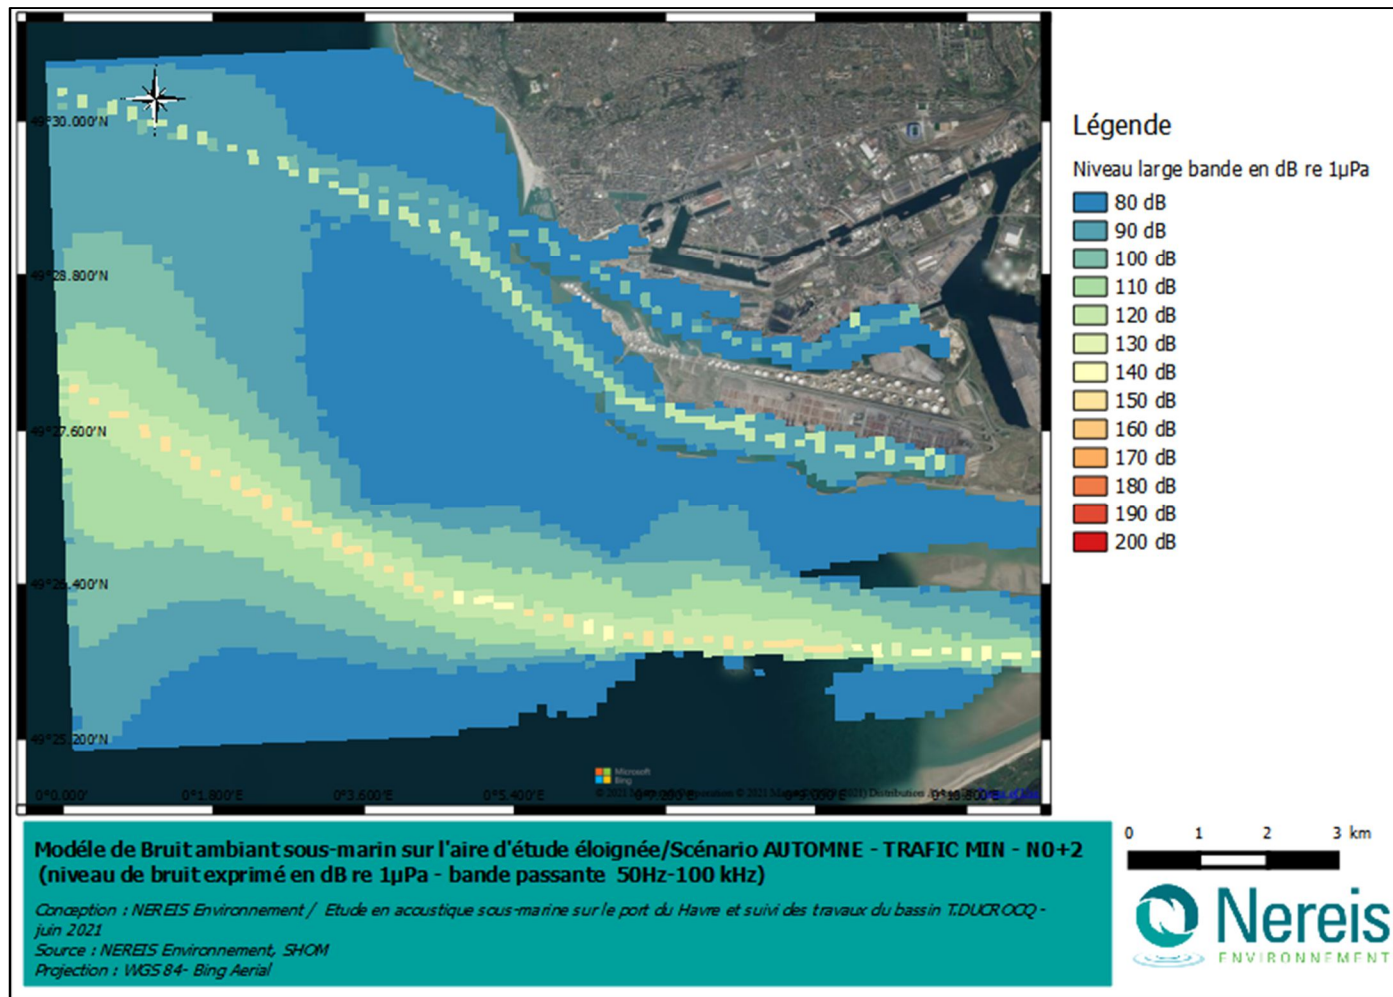 49°30.000'N
49°28.800'N
49°27.600'N
49°26.400'N
49°25.200'N
0°0.000'
0°1.800'E
0°3.600'E
0°5.400'E
Microsoft
Bing
Légende
Niveau large bande en dB re 1µPa
80 dB
90 dB
100 dB
110 dB
120 dB
130 dB
140 dB
150 dB
160 dB
170 dB
180 dB
190 dB
200 dB
Modéle de Bruit ambiant sous-marin sur l'aire d'étude éloignée/Scénario AUTOMNE - TRAFIC MIN - N0+2
(niveau de bruit exprimé en dB re 1µPa - bande passante 50Hz-100 kHz)
Conception : NEREIS Environnement / Etude en acoustique sous-marine sur le port du Havre et suivi des travaux du bassin T.DUCROCQ -
juin 2021
Source : NEREIS Environnement, SHOM
Projection : WGS 84- Bing Aerial
0 1 2 3 km
Nereis
ENVIRONNEMENT